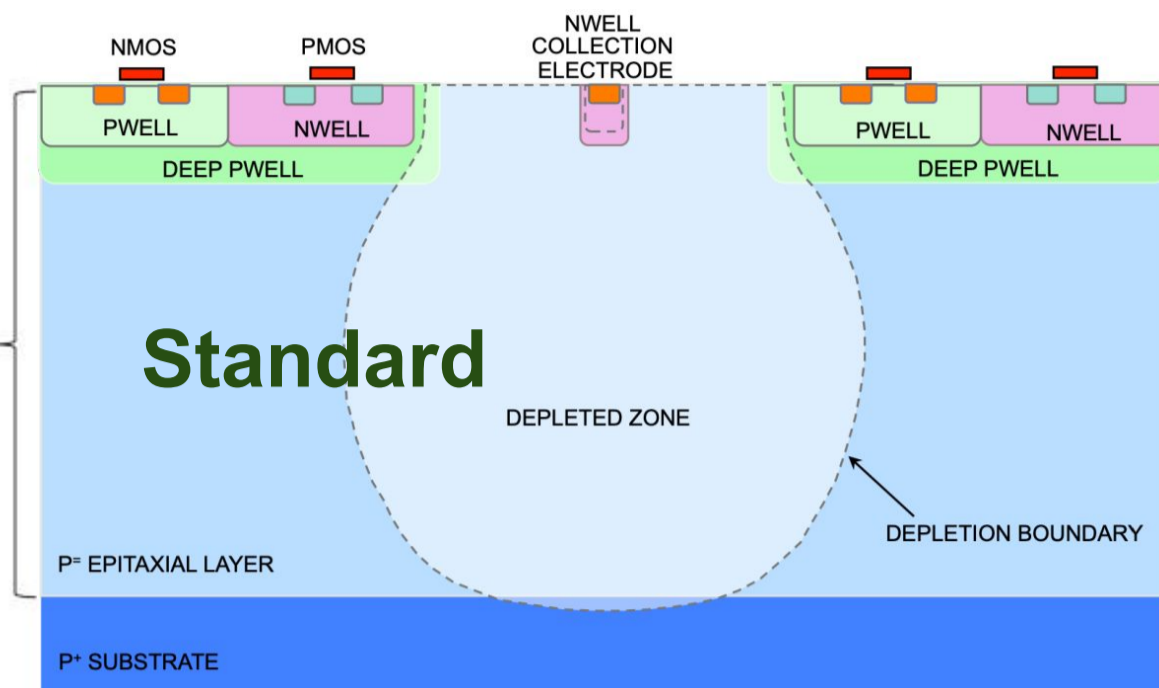 NMOS
PMOS
NWELL
COLLECTION
ELECTRODE
PWELL
NWELL
PWELL
NWELL
DEEP PWELL
DEEP PWELL
Standard
DEPLETED ZONE
DEPLETION BOUNDARY
P= EPITAXIAL LAYER
P+ SUBSTRATE